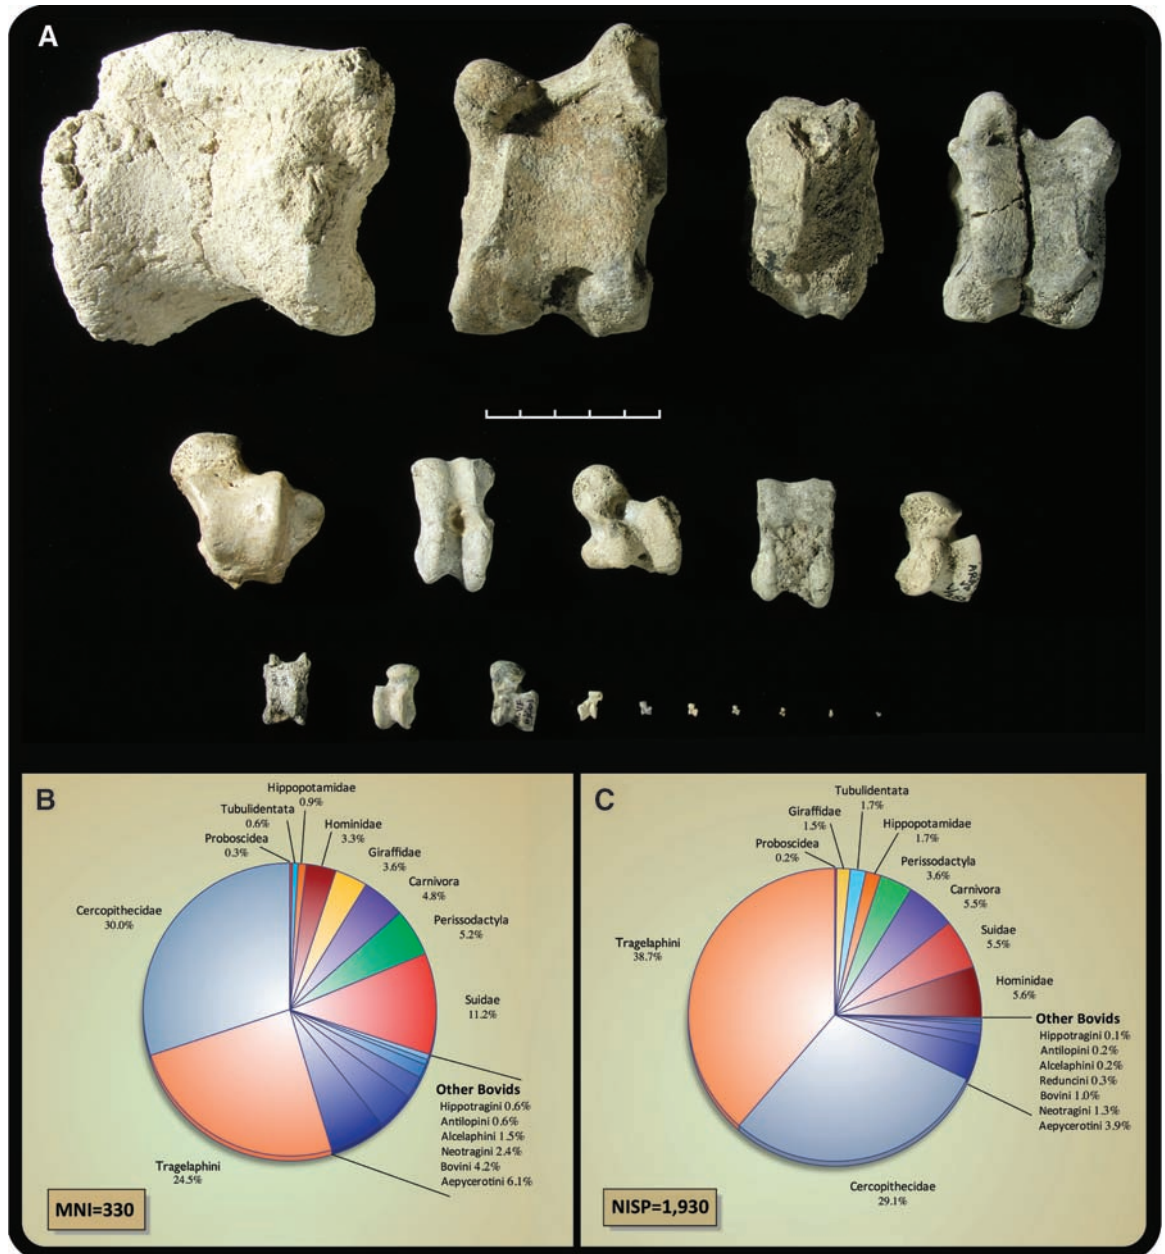 A
B
Hippopotamidae
0.9%
Tubulidentata
0.6%
Proboscidea
0.3%
Hominidae
3.3%
Giraffidae
3.6%
Carnivora
4.8%
Perissodactyla
5.2%
Cercopithecidae
30.0%
Suidae
11.2%
Other Bovids
Hippotragini 0.6%
Antilopini 0.6%
Alcelaphini 1.5%
Neotragini 2.4%
Bovini 4.2%
Aepycerotini 6.1%
Tragelaphini
24.5%
MNI=330
C
Tubulidentata
1.7%
Giraffidae
1.5%
Hippopotamidae
1.7%
Proboscidea
0.2%
Perissodactyla
3.6%
Carnivora
5.5%
Suidae
5.5%
Tragelaphini
38.7%
Hominidae
5.6%
Other Bovids
Hippotragini 0.1%
Antilopini 0.2%
Alcelaphini 0.2%
Reduncini 0.3%
Bovini 1.0%
Neotragini 1.3%
Aepycerotini 3.9%
Cercopithecidae
29.1%
NISP=1,930